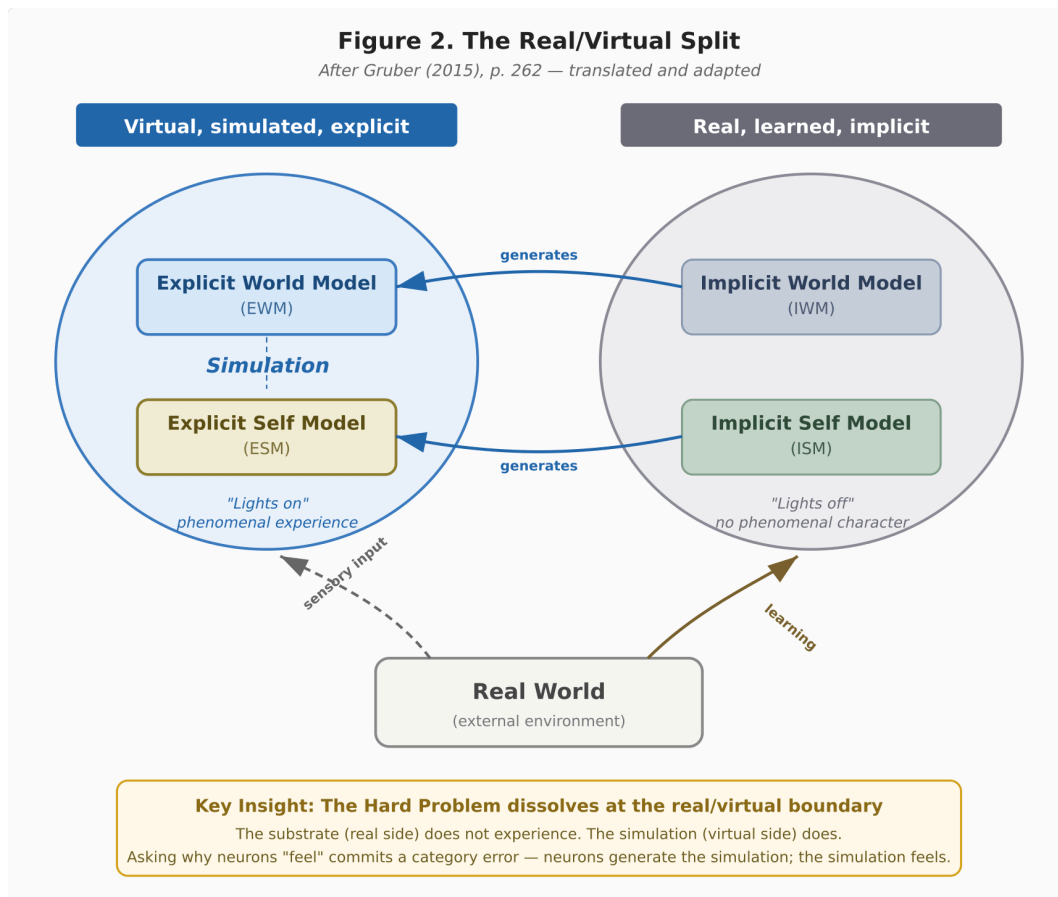 Figure 2. The Real/Virtual Split
After Gruber (2015), p. 262 — translated and adapted
Virtual, simulated, explicit
Real, learned, implicit
generates
Explicit World Model
(EWM)
Implicit World Model
(IWM)
Simulation
Explicit Self Model
(ESM)
Implicit Self Model
(ISM)
generates
"Lights on"
phenomenal experience
"Lights off"
no phenomenal character
sensory input
learning
Real World
(external environment)
Key Insight: The Hard Problem dissolves at the real/virtual boundary
The substrate (real side) does not experience. The simulation (virtual side) does.
Asking why neurons "feel" commits a category error — neurons generate the simulation; the simulation feels.